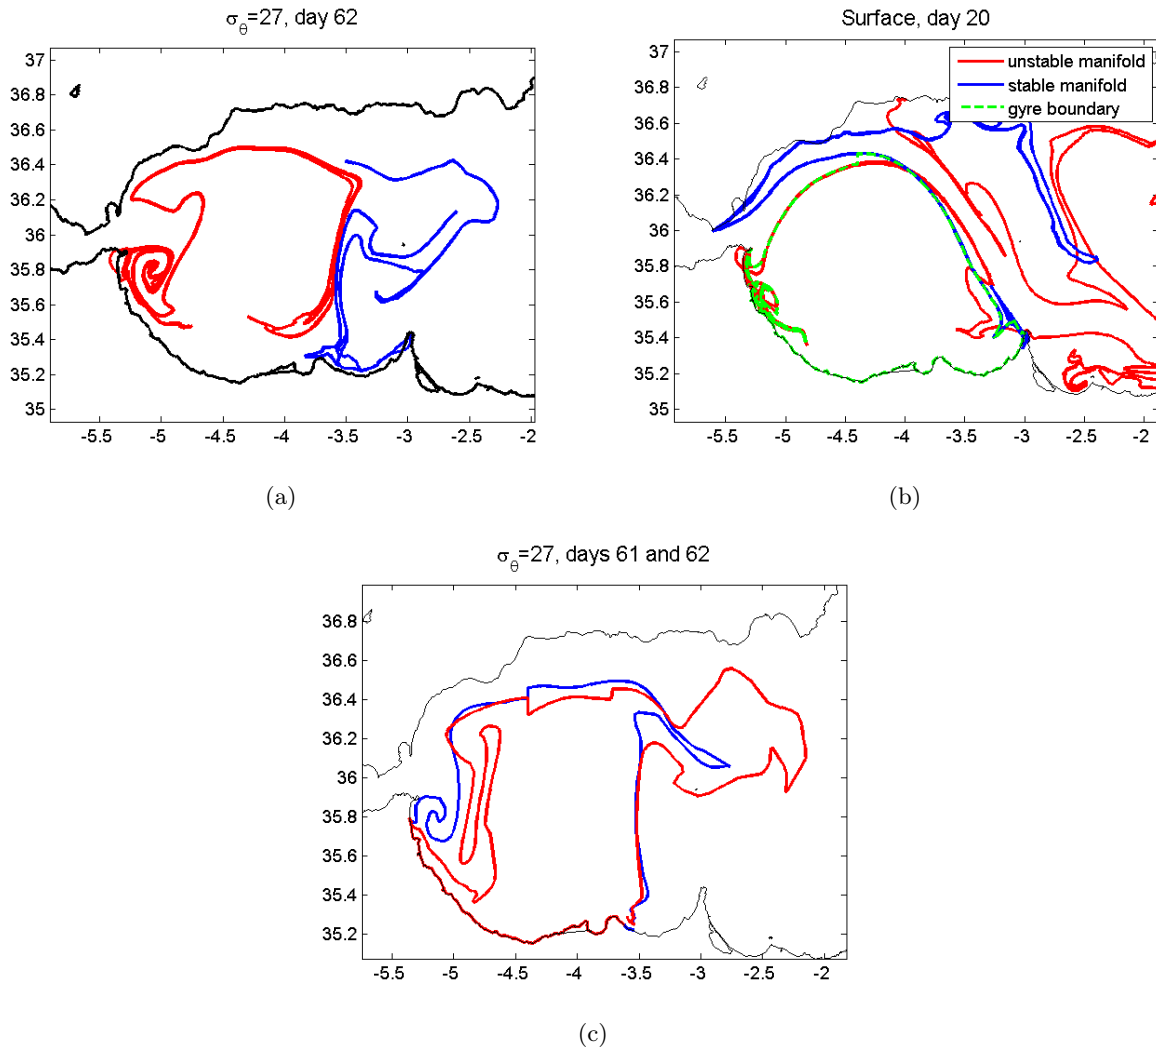 σθ=27, day 62
37
36.8
36.6
36.4
36.2
36
35.8
35.6
35.4
35.2
35
-5.5 -5 -4.5 -4 -3.5 -3 -2.5 -2
(a)
Surface, day 20
unstable manifold
stable manifold
gyre boundary
37
36.8
36.6
36.4
36.2
36
35.8
35.6
35.4
35.2
35
-5.5 -5 -4.5 -4 -3.5 -3 -2.5 -2
(b)
σθ=27, days 61 and 62
36.8
36.6
36.4
36.2
36
35.8
35.6
35.4
35.2
-5.5 -5 -4.5 -4 -3.5 -3 -2.5 -2
(c)